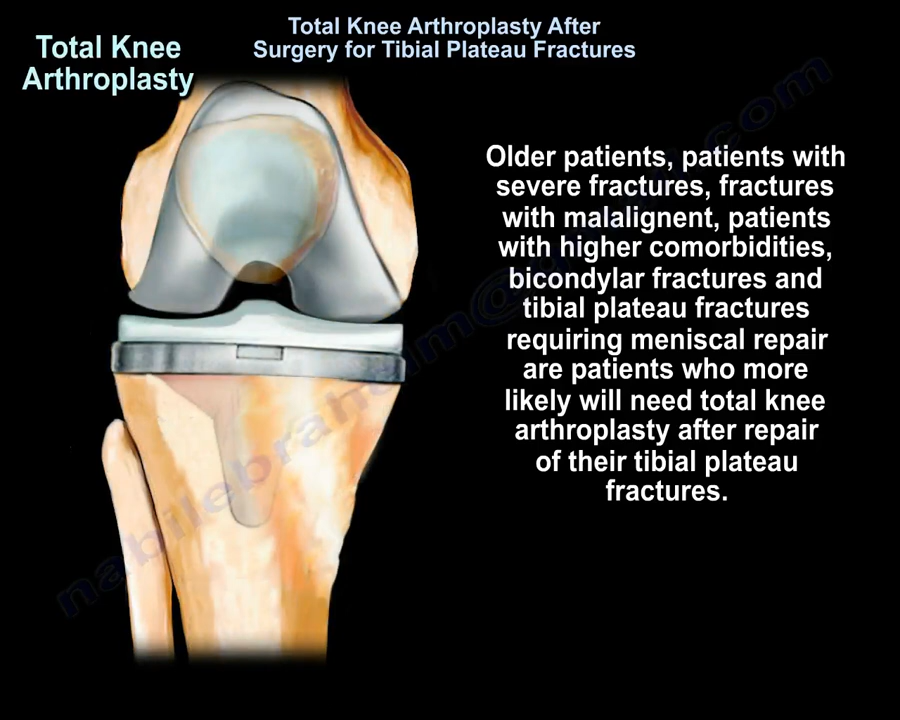 Total Knee Arthroplasty After
Surgery for Tibial Plateau Fractures
Total Knee
Arthroplasty
Older patients, patients with
severe fractures, fractures
with malalignent, patients
with higher comorbidities,
bicondylar fractures and
tibial plateau fractures
requiring meniscal repair
are patients who more
likely will need total knee
arthroplasty after repair
of their tibial plateau
fractures.